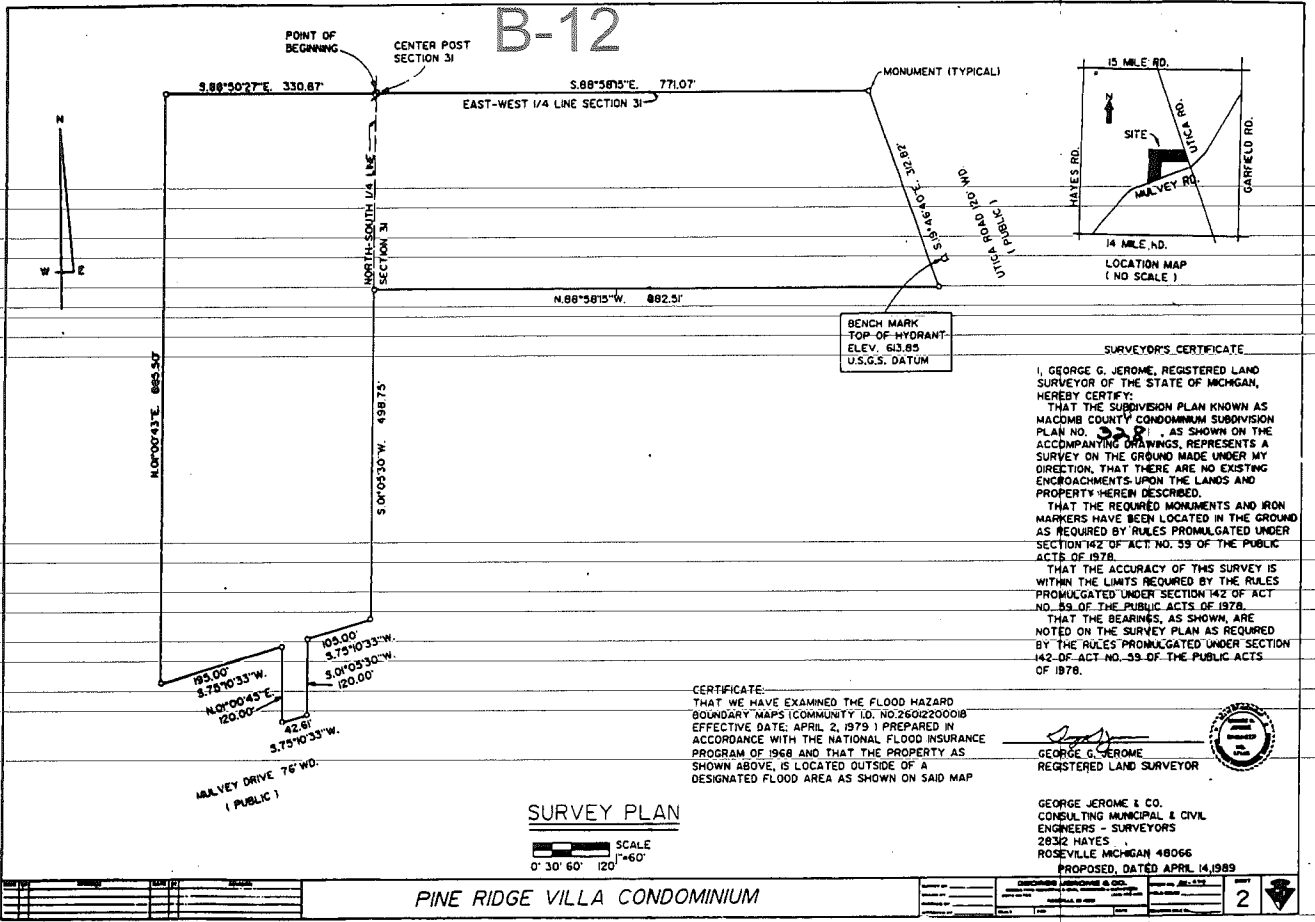 B-12
POINT OF
BEGINNING
CENTER POST
SECTION 31
S.88°50'27"E. 330.87'
S.88°58'15"E. 771.07'
EAST-WEST 1/4 LINE SECTION 31
MONUMENT (TYPICAL)
N
W E
NORTH-SOUTH 1/4 LINE
SECTION 31
S.19°46'40"E. 312.82'
UTICA ROAD 120' WD.
( PUBLIC )
N.88°58'15"W. 882.51'
BENCH MARK
TOP OF HYDRANT
ELEV. 613.85
U.S.G.S. DATUM
N.01°00'43"E. 885.50'
S.01°05'30"W. 498.75'
105.00'
S.75°10'33"W.
S.01°05'30"W.
120.00'
195.00'
S.75°10'33"W.
N.01°00'45"E.
120.00'
42.61'
S.75°10'33"W.
MULVEY DRIVE 76' WD.
( PUBLIC )
15 MILE RD.
N
UTICA RD.
SITE
HAYES RD.
GARFIELD RD.
MULVEY RD.
14 MILE RD.
LOCATION MAP
( NO SCALE )
SURVEYOR'S CERTIFICATE
I, GEORGE G. JEROME, REGISTERED LAND
SURVEYOR OF THE STATE OF MICHIGAN,
HEREBY CERTIFY:
THAT THE SUBDIVISION PLAN KNOWN AS
MACOMB COUNTY CONDOMINIUM SUBDIVISION
PLAN NO. 328, AS SHOWN ON THE
ACCOMPANYING DRAWINGS, REPRESENTS A
SURVEY ON THE GROUND MADE UNDER MY
DIRECTION, THAT THERE ARE NO EXISTING
ENCROACHMENTS UPON THE LANDS AND
PROPERTY HEREIN DESCRIBED.
THAT THE REQUIRED MONUMENTS AND IRON
MARKERS HAVE BEEN LOCATED IN THE GROUND
AS REQUIRED BY RULES PROMULGATED UNDER
SECTION 142 OF ACT NO. 59 OF THE PUBLIC
ACTS OF 1978.
THAT THE ACCURACY OF THIS SURVEY IS
WITHIN THE LIMITS REQUIRED BY THE RULES
PROMULGATED UNDER SECTION 142 OF ACT
NO. 59 OF THE PUBLIC ACTS OF 1978.
THAT THE BEARINGS, AS SHOWN, ARE
NOTED ON THE SURVEY PLAN AS REQUIRED
BY THE RULES PROMULGATED UNDER SECTION
142 OF ACT NO. 59 OF THE PUBLIC ACTS
OF 1978.
CERTIFICATE:
THAT WE HAVE EXAMINED THE FLOOD HAZARD
BOUNDARY MAPS (COMMUNITY I.D. NO.2601220001B
EFFECTIVE DATE; APRIL 2, 1979 ) PREPARED IN
ACCORDANCE WITH THE NATIONAL FLOOD INSURANCE
PROGRAM OF 1968 AND THAT THE PROPERTY AS
SHOWN ABOVE, IS LOCATED OUTSIDE OF A
DESIGNATED FLOOD AREA AS SHOWN ON SAID MAP
GEORGE G. JEROME
REGISTERED LAND SURVEYOR
GEORGE JEROME & CO.
CONSULTING MUNICIPAL & CIVIL
ENGINEERS - SURVEYORS
28312 HAYES
ROSEVILLE MICHIGAN 48066
PROPOSED, DATED APRIL 14,1989
SURVEY PLAN
SCALE
1"=60'
0' 30' 60' 120'
PINE RIDGE VILLA CONDOMINIUM
GEORGE JEROME & CO.
SHEET
2